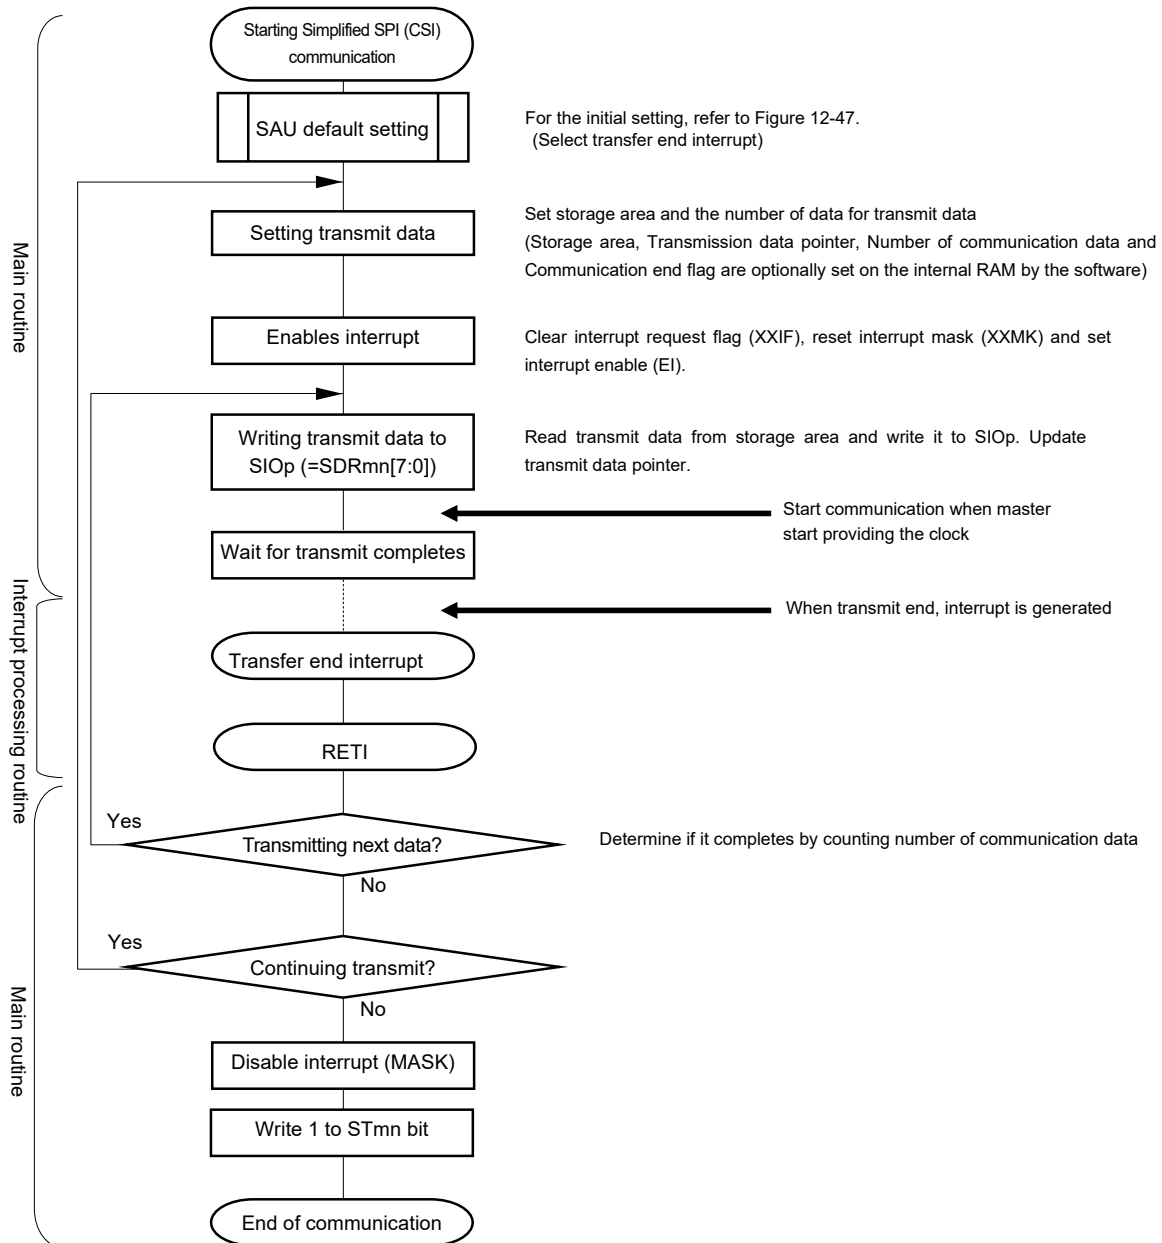 Starting Simplified SPI (CSI)
communication
SAU default setting
For the initial setting, refer to Figure 12-47.
(Select transfer end interrupt)
Main routine
Setting transmit data
Set storage area and the number of data for transmit data
(Storage area, Transmission data pointer, Number of communication data and
Communication end flag are optionally set on the internal RAM by the software)
Enables interrupt
Clear interrupt request flag (XXIF), reset interrupt mask (XXMK) and set
interrupt enable (EI).
Writing transmit data to
SIOp (=SDRmn[7:0])
Read transmit data from storage area and write it to SIOp. Update
transmit data pointer.
Start communication when master
start providing the clock
Wait for transmit completes
Interrupt processing routine
When transmit end, interrupt is generated
Transfer end interrupt
RETI
Yes
Transmitting next data?
Determine if it completes by counting number of communication data
No
Yes
Continuing transmit?
No
Main routine
Disable interrupt (MASK)
Write 1 to STmn bit
End of communication